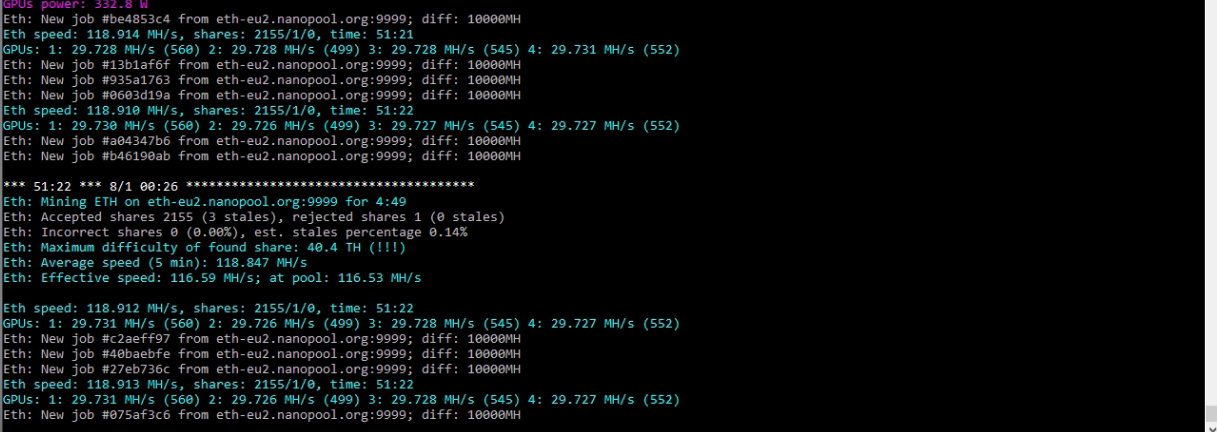 GPUs power: 332.8 W
Eth: New job #be4853c4 from eth-eu2.nanopool.org:9999; diff: 10000MH
Eth speed: 118.914 MH/s, shares: 2155/1/0, time: 51:21
GPUs: 1: 29.728 MH/s (560) 2: 29.728 MH/s (499) 3: 29.728 MH/s (545) 4: 29.731 MH/s (552)
Eth: New job #13b1af6f from eth-eu2.nanopool.org:9999; diff: 10000MH
Eth: New job #935a1763 from eth-eu2.nanopool.org:9999; diff: 10000MH
Eth: New job #0603d19a from eth-eu2.nanopool.org:9999; diff: 10000MH
Eth speed: 118.910 MH/s, shares: 2155/1/0, time: 51:22
GPUs: 1: 29.730 MH/s (560) 2: 29.726 MH/s (499) 3: 29.727 MH/s (545) 4: 29.727 MH/s (552)
Eth: New job #a04347b6 from eth-eu2.nanopool.org:9999; diff: 10000MH
Eth: New job #b46190ab from eth-eu2.nanopool.org:9999; diff: 10000MH
*** 51:22 *** 8/1 00:26 **************************************
Eth: Mining ETH on eth-eu2.nanopool.org:9999 for 4:49
Eth: Accepted shares 2155 (3 stales), rejected shares 1 (0 stales)
Eth: Incorrect shares 0 (0.00%), est. stales percentage 0.14%
Eth: Maximum difficulty of found share: 40.4 TH (!!!)
Eth: Average speed (5 min): 118.847 MH/s
Eth: Effective speed: 116.59 MH/s; at pool: 116.53 MH/s
Eth speed: 118.912 MH/s, shares: 2155/1/0, time: 51:22
GPUs: 1: 29.731 MH/s (560) 2: 29.726 MH/s (499) 3: 29.728 MH/s (545) 4: 29.727 MH/s (552)
Eth: New job #c2aeff97 from eth-eu2.nanopool.org:9999; diff: 10000MH
Eth: New job #40baebfe from eth-eu2.nanopool.org:9999; diff: 10000MH
Eth: New job #27eb736c from eth-eu2.nanopool.org:9999; diff: 10000MH
Eth speed: 118.913 MH/s, shares: 2155/1/0, time: 51:22
GPUs: 1: 29.731 MH/s (560) 2: 29.726 MH/s (499) 3: 29.728 MH/s (545) 4: 29.727 MH/s (552)
Eth: New job #075af3c6 from eth-eu2.nanopool.org:9999; diff: 10000MH